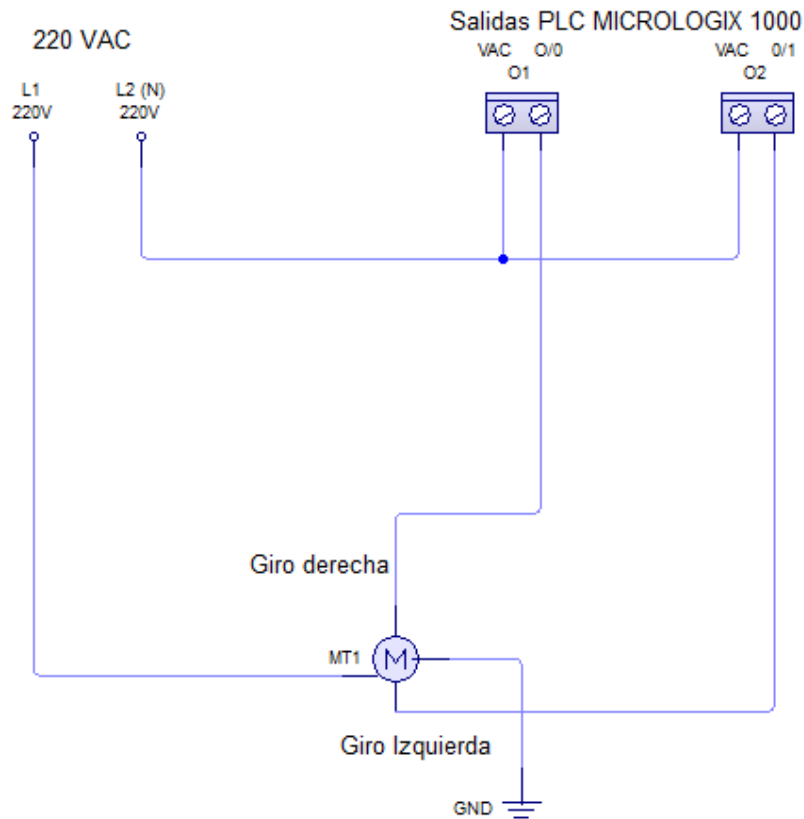 Salidas PLC MICROLOGIX 1000
220 VAC
VAC O/0
O1
VAC 0/1
O2
L1
220V
L2 (N)
220V
Giro derecha
MT1
M
Giro Izquierda
GND